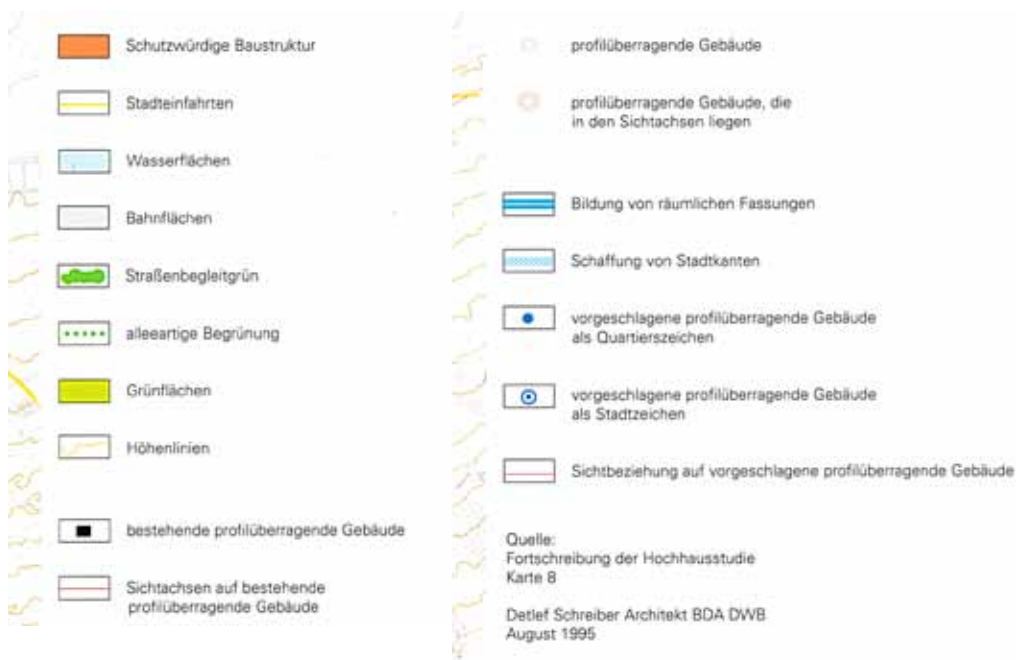 Schutzwürdige Baustruktur
Stadteinfahrten
Wasserflächen
Bahnflächen
Straßenbegleitgrün
alleeartige Begrünung
Grünflächen
Höhenlinien
bestehende profilüberragende Gebäude
Sichtachsen auf bestehende
profilüberragende Gebäude
profilüberragende Gebäude
profilüberragende Gebäude, die
in den Sichtachsen liegen
Bildung von räumlichen Fassungen
Schaffung von Stadtkanten
vorgeschlagene profilüberragende Gebäude
als Quartierszeichen
vorgeschlagene profilüberragende Gebäude
als Stadtzeichen
Sichtbeziehung auf vorgeschlagene profilüberragende Gebäude
Quelle:
Fortschreibung der Hochhausstudie
Karte 8
Detlef Schreiber Architekt BDA DWB
August 1995